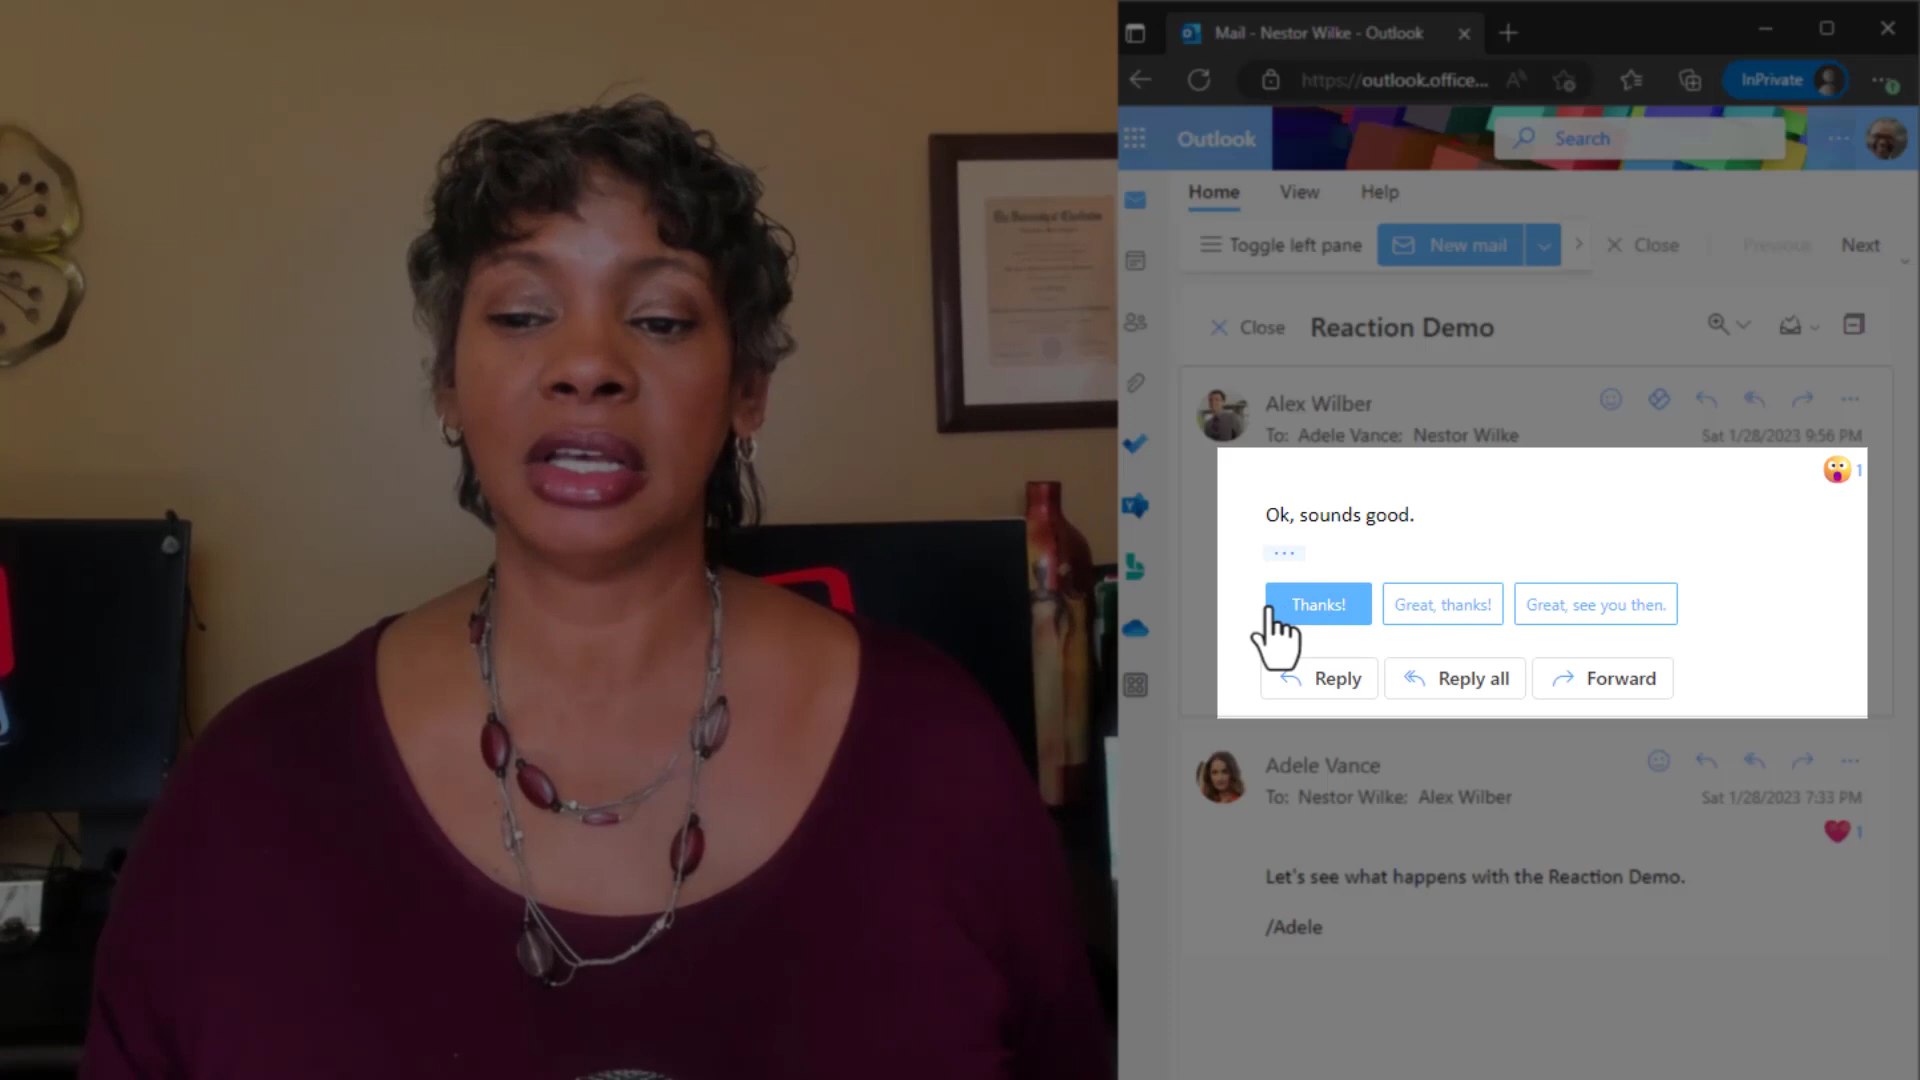 Mail - Nestor Wilke - Outlook
https://outlook.office...
InPrivate
Outlook
Search
Home View Help
Toggle left pane
New mail
Close
Previous
Next
Close
Reaction Demo
Alex Wilber
To: Adele Vance; Nestor Wilke
Sat 1/28/2023 9:56 PM
1
Ok, sounds good.
...
Thanks!
Great, thanks!
Great, see you then.
Reply
Reply all
Forward
Adele Vance
To: Nestor Wilke; Alex Wilber
Sat 1/28/2023 7:33 PM
1
Let's see what happens with the Reaction Demo.
/Adele